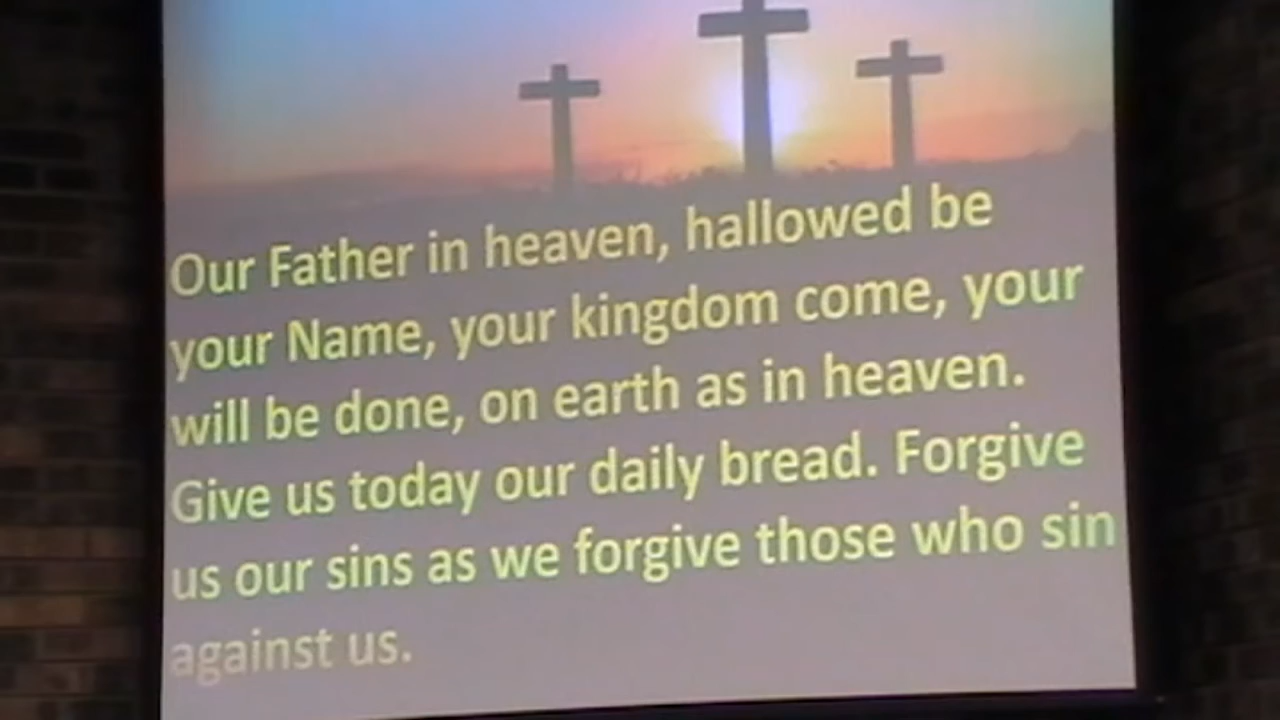 Our Father in heaven, hallowed be
your Name, your kingdom come, your
will be done, on earth as in heaven.
Give us today our daily bread. Forgive
us our sins as we forgive those who sin
against us.